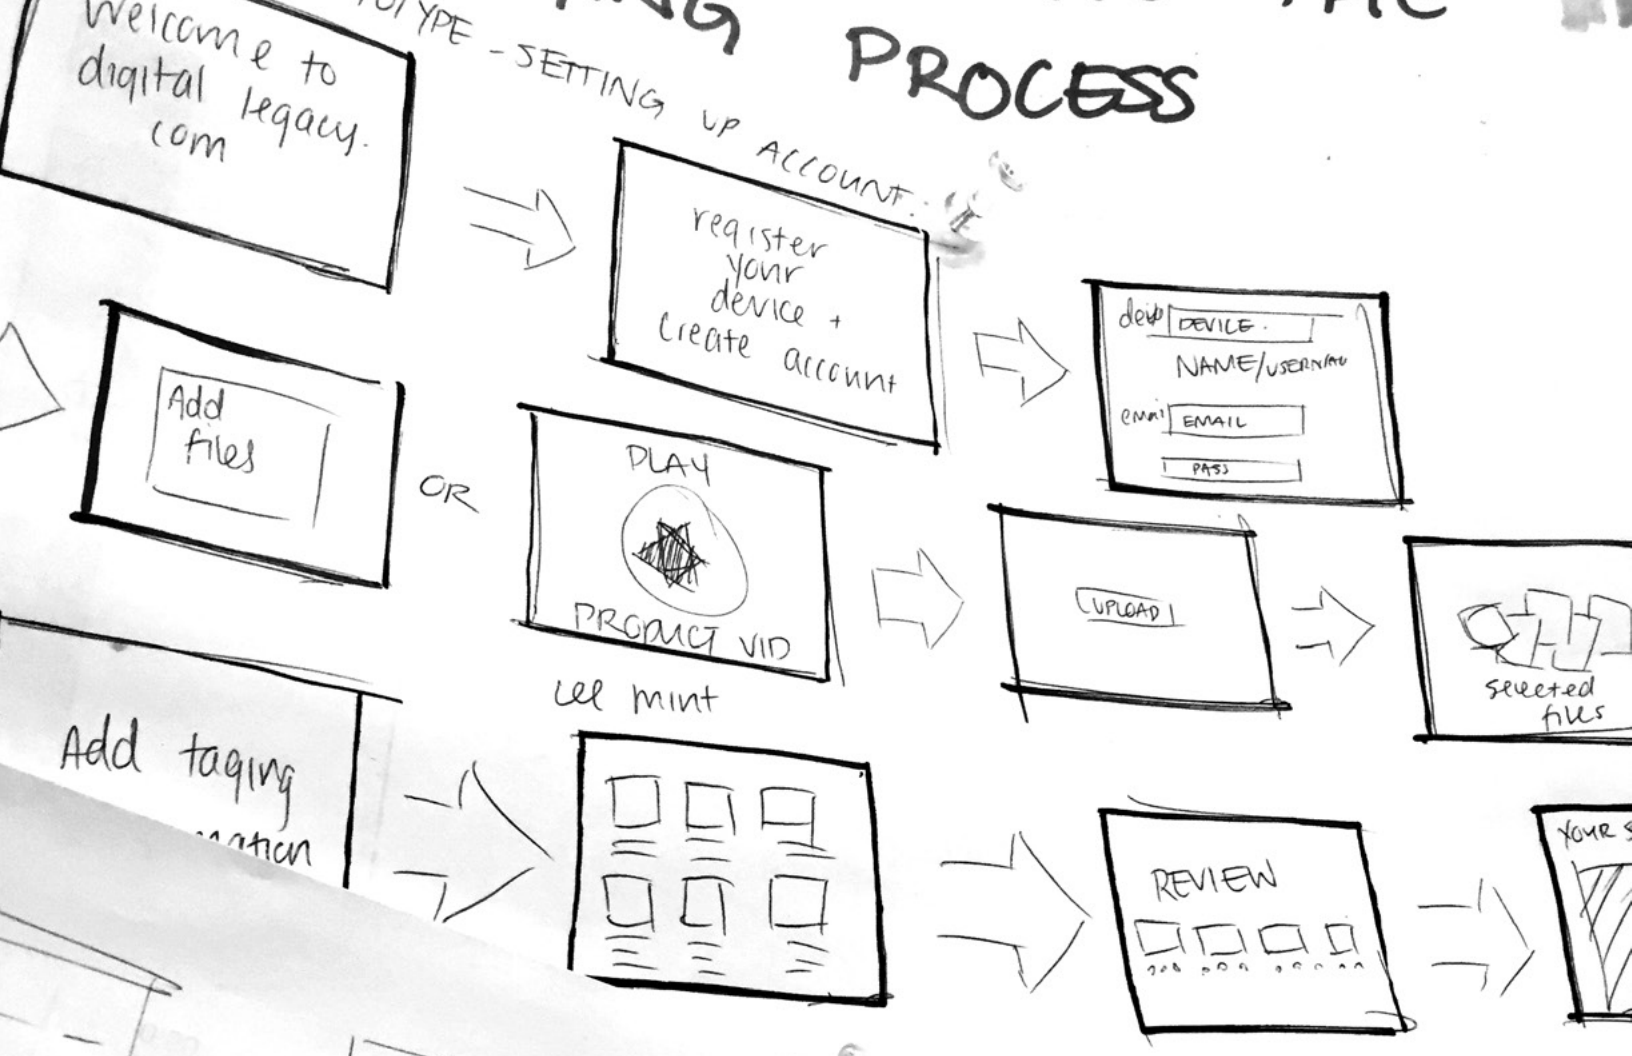 PROCESS
- SETTING UP ACCOUNT.
Welcome to
digital legacy.
com
register
your
device +
create account
DEVICE.
NAME/
email
EMAIL
PASS
Add
files
OR
PLAY
PRODUCT VID
mint
UPLOAD
selected
files
Add taging
REVIEW
YOUR